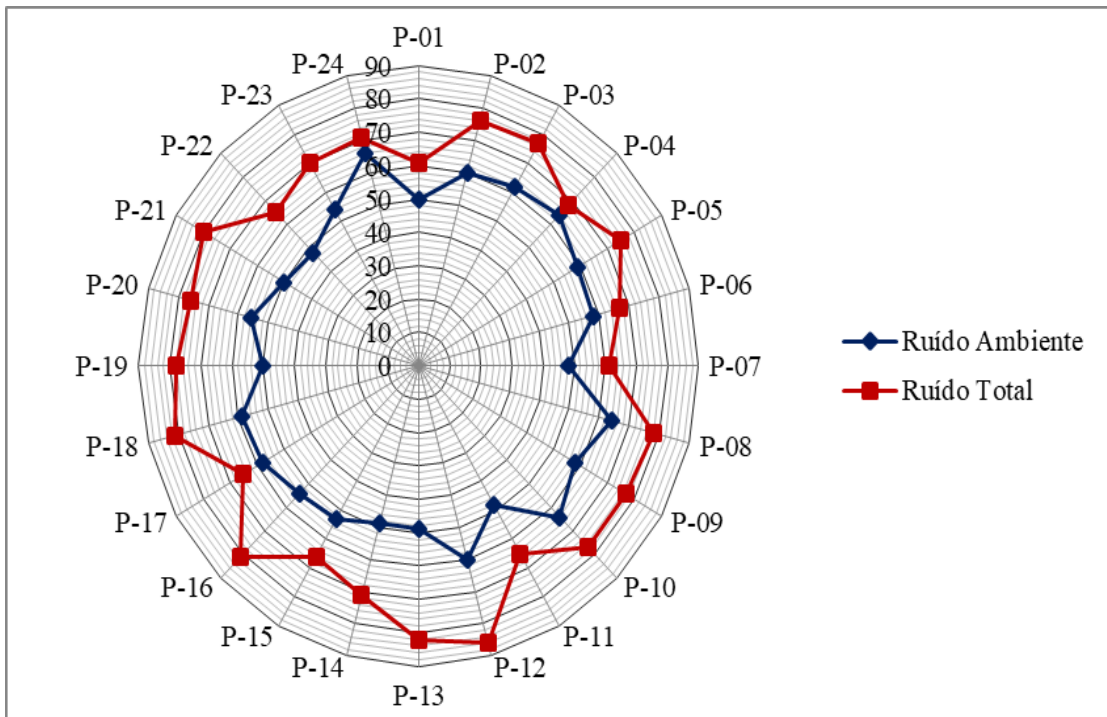 P-01
P-02
P-03
P-04
P-05
P-06
P-07
P-08
P-09
P-10
P-11
P-12
P-13
P-14
P-15
P-16
P-17
P-18
P-19
P-20
P-21
P-22
P-23
P-24
90
80
70
60
50
40
30
20
10
0
Ruído Ambiente
Ruído Total